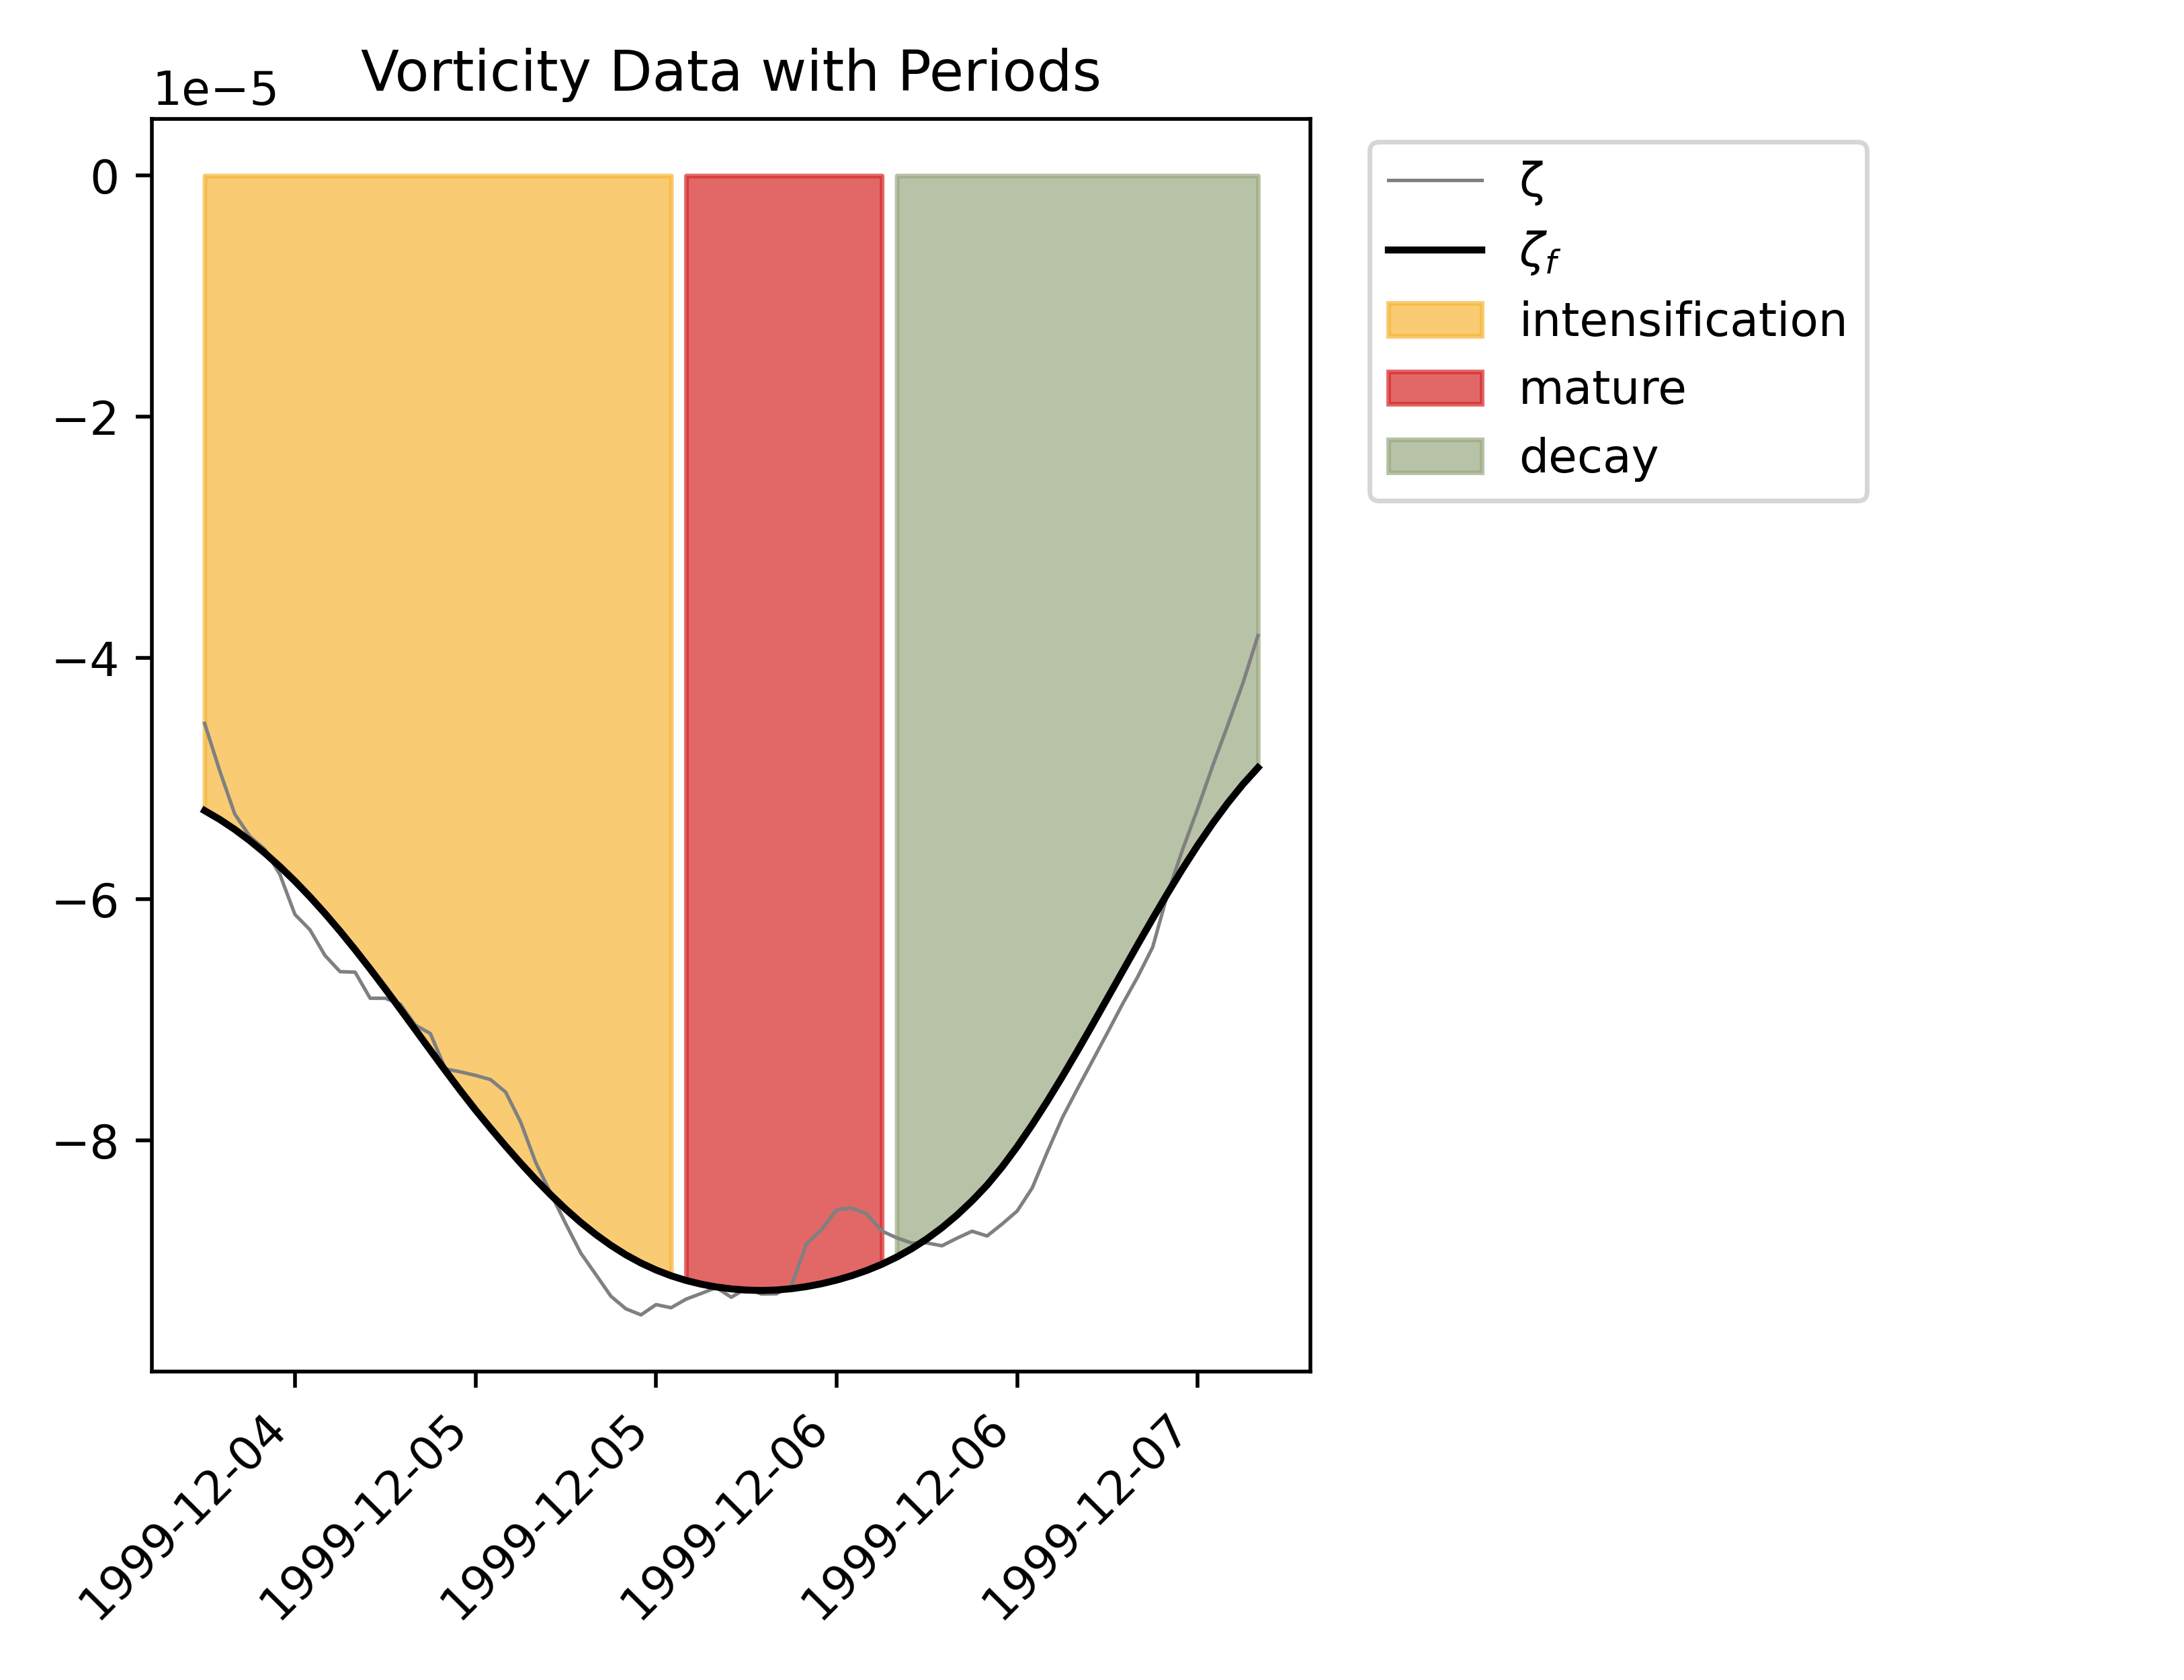 Vorticity Data with Periods
1e−5
0
−2
−4
−6
−8
1999-12-04
1999-12-05
1999-12-05
1999-12-06
1999-12-06
1999-12-07
ζ
ζf
intensification
mature
decay